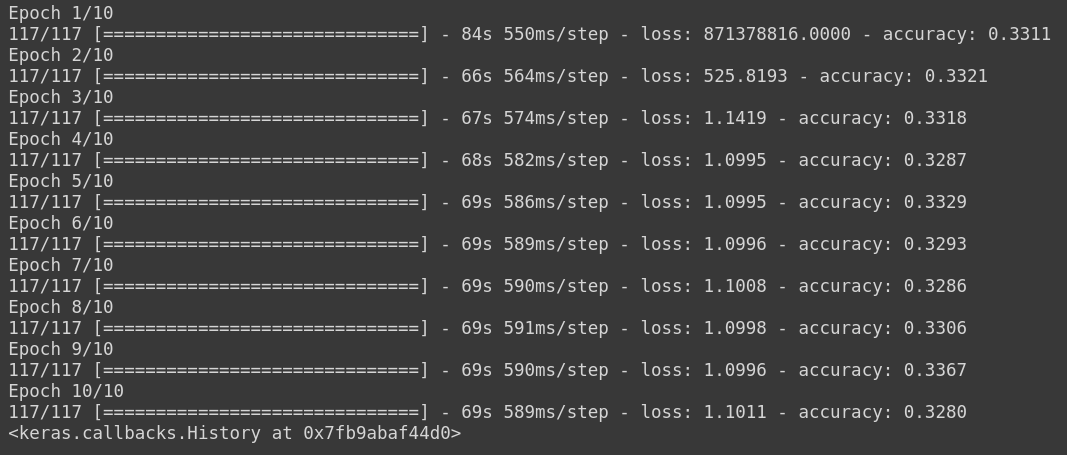 Epoch 1/10
117/117 [==============================] - 84s 550ms/step - loss: 871378816.0000 - accuracy: 0.3311
Epoch 2/10
117/117 [==============================] - 66s 564ms/step - loss: 525.8193 - accuracy: 0.3321
Epoch 3/10
117/117 [==============================] - 67s 574ms/step - loss: 1.1419 - accuracy: 0.3318
Epoch 4/10
117/117 [==============================] - 68s 582ms/step - loss: 1.0995 - accuracy: 0.3287
Epoch 5/10
117/117 [==============================] - 69s 586ms/step - loss: 1.0995 - accuracy: 0.3329
Epoch 6/10
117/117 [==============================] - 69s 589ms/step - loss: 1.0996 - accuracy: 0.3293
Epoch 7/10
117/117 [==============================] - 69s 590ms/step - loss: 1.1008 - accuracy: 0.3286
Epoch 8/10
117/117 [==============================] - 69s 591ms/step - loss: 1.0998 - accuracy: 0.3306
Epoch 9/10
117/117 [==============================] - 69s 590ms/step - loss: 1.0996 - accuracy: 0.3367
Epoch 10/10
117/117 [==============================] - 69s 589ms/step - loss: 1.1011 - accuracy: 0.3280
<keras.callbacks.History at 0x7fb9abaf44d0>